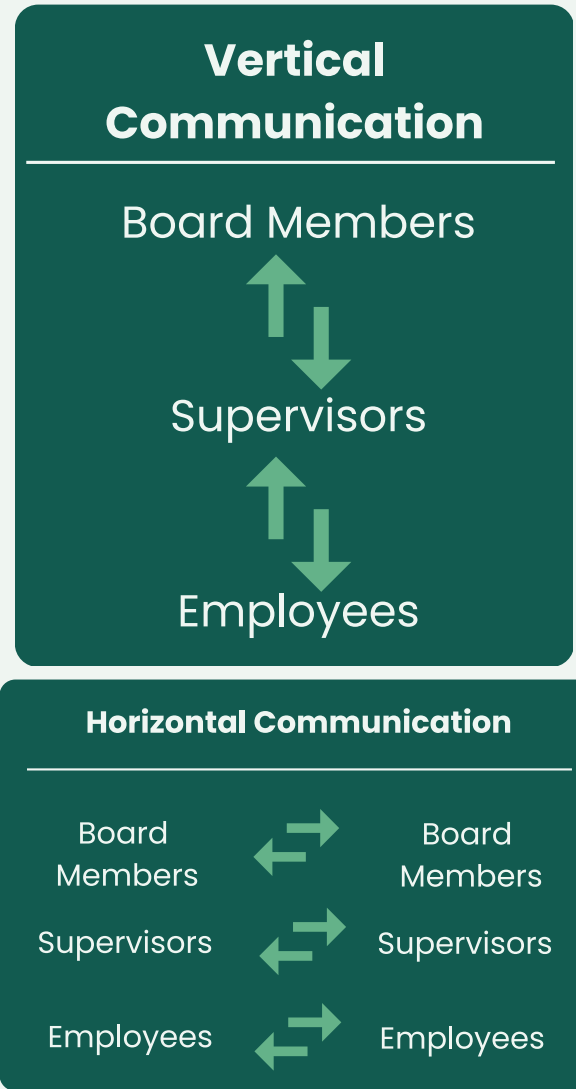 Vertical
Communication
Board Members
Supervisors
Employees
Horizontal Communication
Board
Members
Board
Members
Supervisors
Supervisors
Employees
Employees